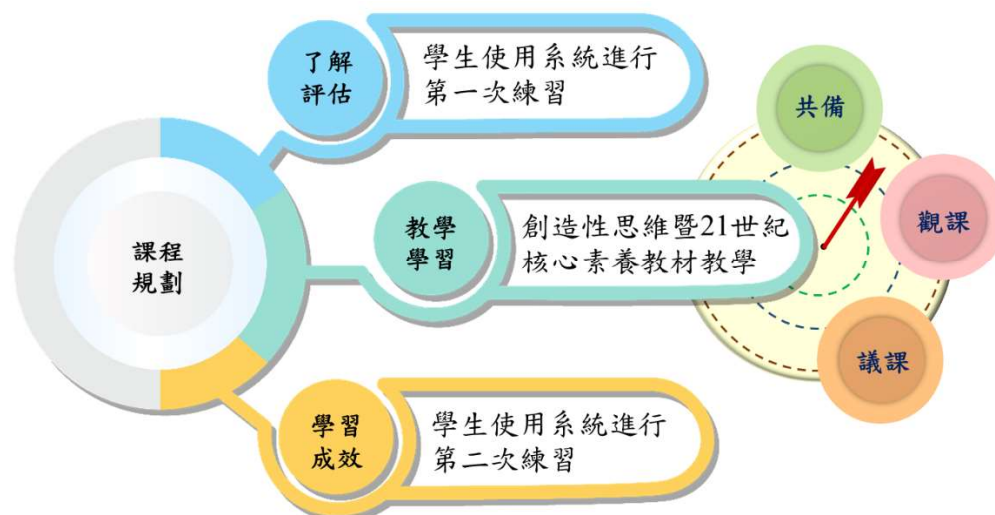 課程
規劃
了解
評估
學生使用系統進行
第一次練習
教學
學習
創造性思維暨21世紀
核心素養教材教學
學習
成效
學生使用系統進行
第二次練習
共備
觀課
議課